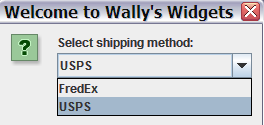 Welcome to Wally's Widgets
?
Select shipping method:
USPS
FredEx
USPS